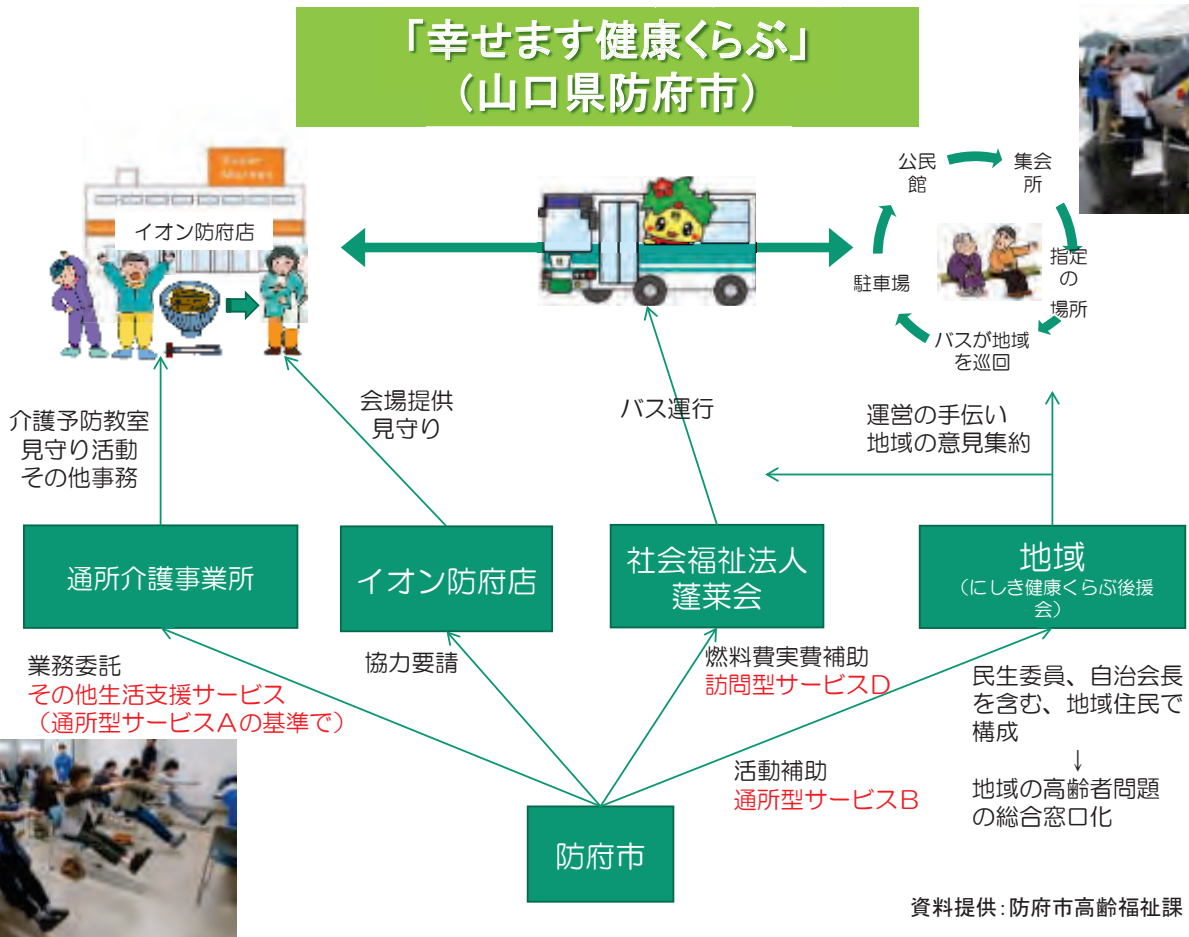 「幸せます健康くらぶ」
（山口県防府市）
Super
Market
イオン防府店
公民
館
集会
所
指定
の
場所
駐車場
バスが地域
を巡回
介護予防教室
見守り活動
その他事務
会場提供
見守り
バス運行
運営の手伝い
地域の意見集約
通所介護事業所
イオン防府店
社会福祉法人
蓬莱会
地域
（にしき健康くらぶ後援
会）
業務委託
その他生活支援サービス
（通所型サービスAの基準で）
協力要請
燃料費実費補助
訪問型サービスD
民生委員、自治会長
を含む、地域住民で
構成
↓
地域の高齢者問題
の総合窓口化
活動補助
通所型サービスB
防府市
資料提供：防府市高齢福祉課